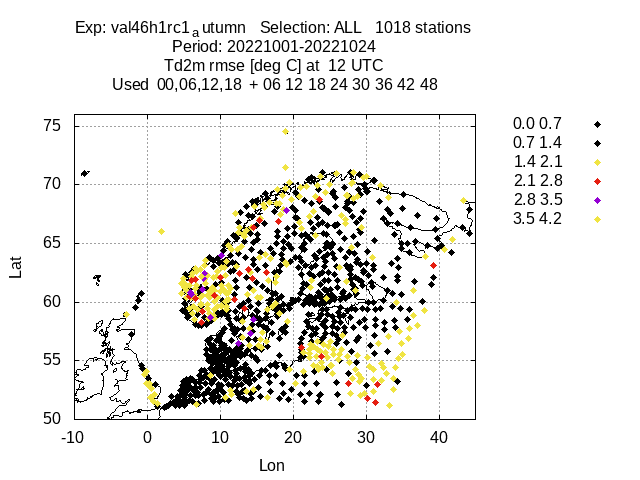 Exp: val46h1rc1a utumn   Selection: ALL   1018 stations
Period: 20221001-20221024
Td2m rmse [deg C] at  12 UTC
Used  00,06,12,18  + 06 12 18 24 30 36 42 48
75
70
65
60
55
50
Lat
-10 0 10 20 30 40
Lon
0.0 0.7
0.7 1.4
1.4 2.1
2.1 2.8
2.8 3.5
3.5 4.2